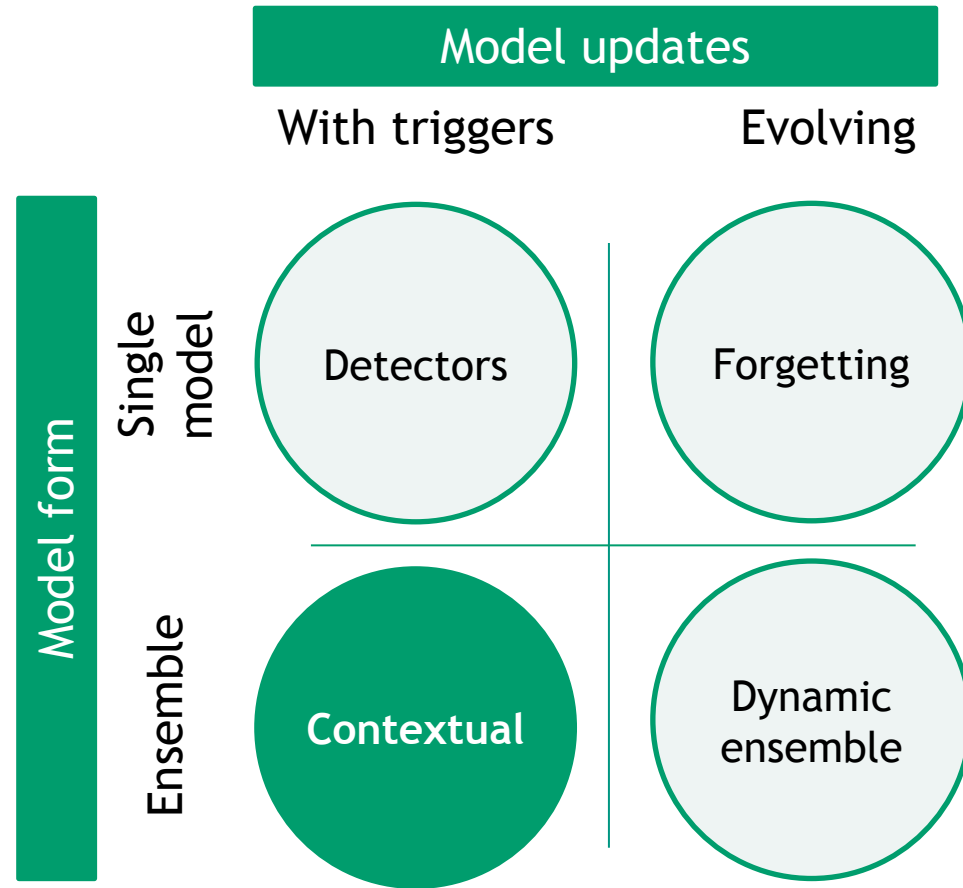 Model updates
With triggers
Evolving
Model form
Single
model
Detectors
Forgetting
Ensemble
Contextual
Dynamic
ensemble